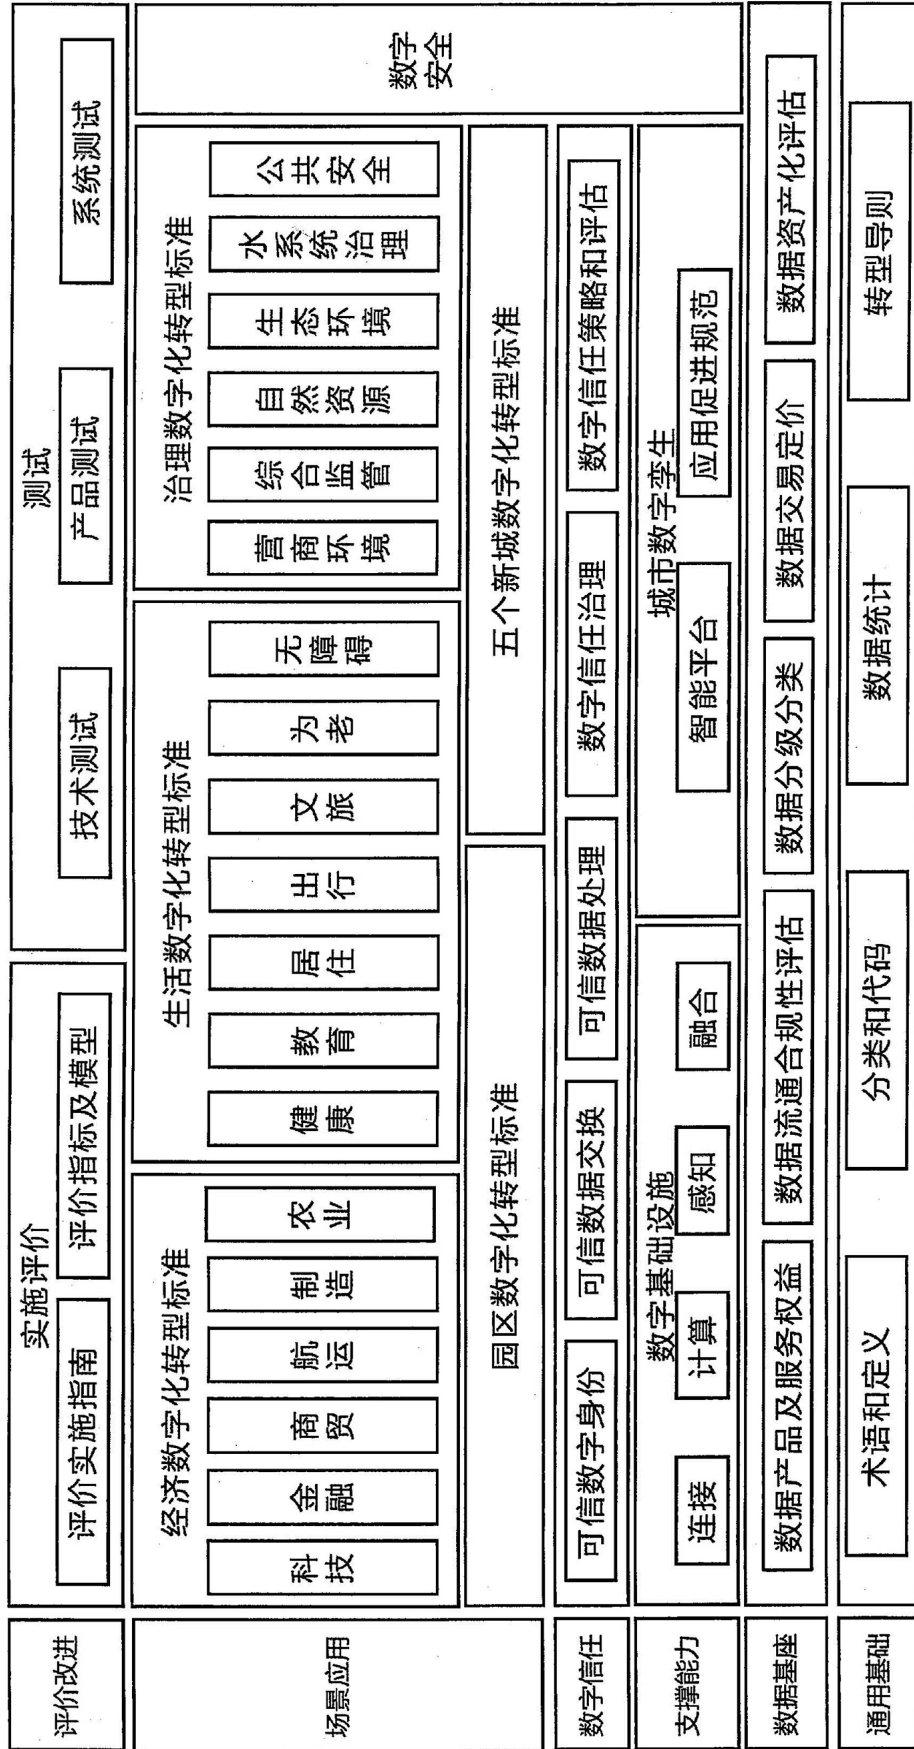 评价改进
实施评价
评价实施指南
评价指标及模型
测试
技术测试
产品测试
系统测试
场景应用
经济数字化转型标准
科技
金融
商贸
航运
制造
农业
生活数字化转型标准
健康
教育
居住
出行
文旅
为老
无障碍
治理数字化转型标准
营商环境
综合监管
自然资源
生态环境
水系统治理
公共安全
园区数字化转型标准
五个新城数字化转型标准
数字
安全
数字信任
可信数字身份
可信数据交换
可信数据处理
数字信任治理
数字信任策略和评估
支撑能力
数字基础设施
连接
计算
感知
融合
城市数字孪生
智能平台
应用促进规范
数据基座
数据产品及服务权益
数据流通合规性评估
数据分级分类
数据交易定价
数据资产化评估
通用基础
术语和定义
分类和代码
数据统计
转型导则